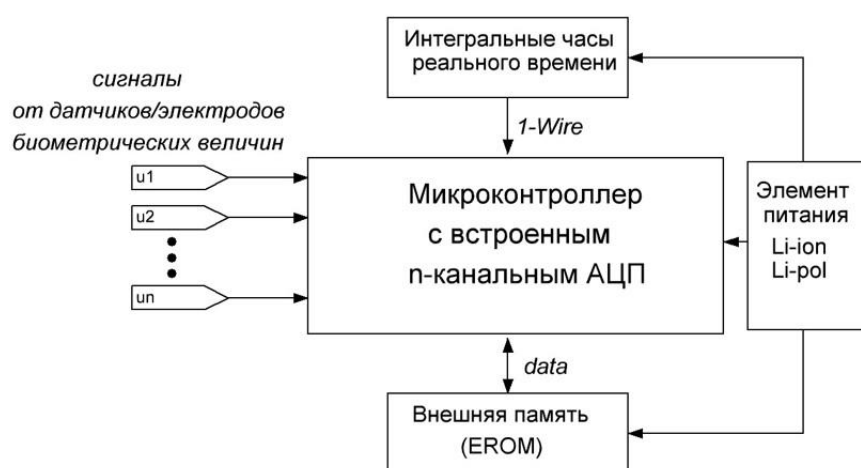 Интегральные часы
реального времени
сигналы
от датчиков/электродов
биометрических величин
1-Wire
u1
u2
un
Микроконтроллер
с встроенным
n-канальным АЦП
Элемент
питания
Li-ion
Li-pol
data
Внешняя память
(EROM)